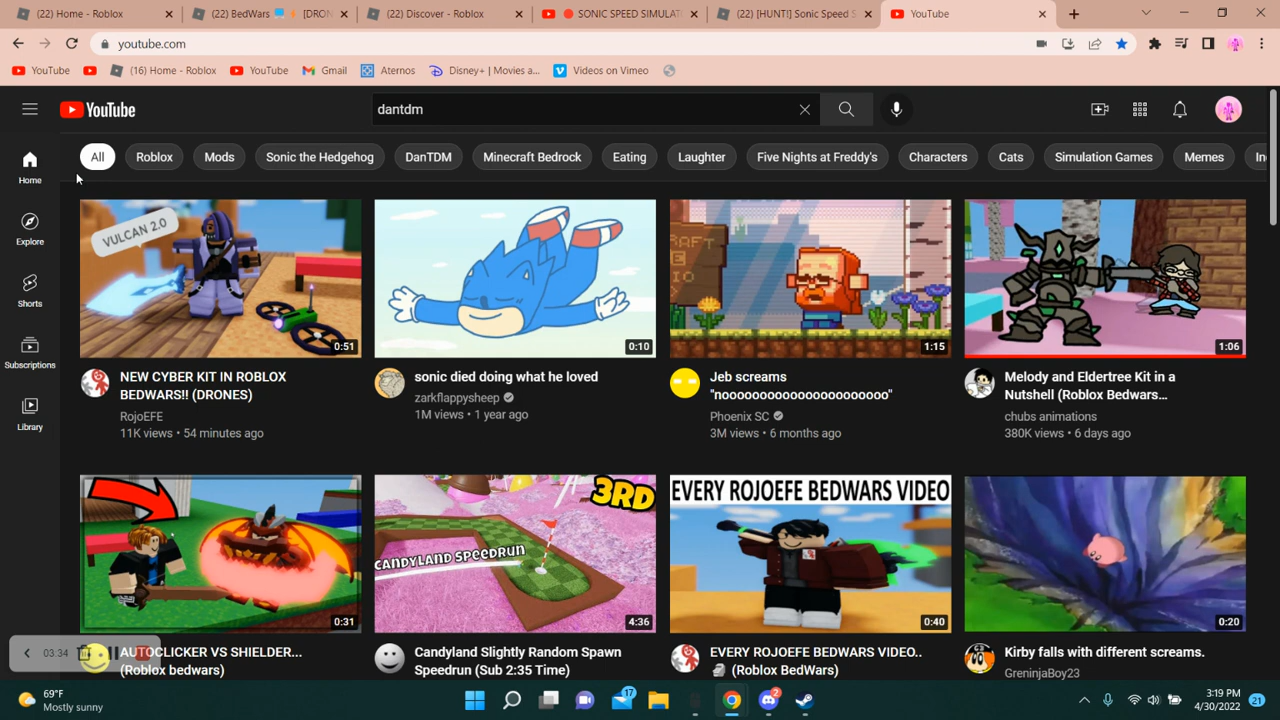 (22) Home - Roblox
(22) BedWars [DRON
(22) Discover - Roblox
SONIC SPEED SIMULAT
(22) [HUNT!] Sonic Speed S
YouTube
youtube.com
YouTube
(16) Home - Roblox
YouTube
Gmail
Aternos
Disney+ | Movies a...
Videos on Vimeo
YouTube
dantdm
All
Roblox
Mods
Sonic the Hedgehog
DanTDM
Minecraft Bedrock
Eating
Laughter
Five Nights at Freddy's
Characters
Cats
Simulation Games
Memes
In
Home
Explore
Shorts
Subscriptions
Library
VULCAN 2.0
0:51
0:10
RAFT
1:15
1:06
NEW CYBER KIT IN ROBLOX
BEDWARS!! (DRONES)
RojoEFE
11K views • 54 minutes ago
sonic died doing what he loved
zarkflappysheep
1M views • 1 year ago
Jeb screams
"nooooooooooooooooooooooo"
Phoenix SC
3M views • 6 months ago
Melody and Eldertree Kit in a
Nutshell (Roblox Bedwars...
chubs animations
380K views • 6 days ago
0:31
3RD
CANDYLAND SPEEDRUN
4:36
EVERY ROJOEFE BEDWARS VIDEO
0:40
0:20
AUTOCLICKER VS SHIELDER...
(Roblox bedwars)
Candyland Slightly Random Spawn
Speedrun (Sub 2:35 Time)
EVERY ROJOEFE BEDWARS VIDEO..
(Roblox BedWars)
Kirby falls with different screams.
GreninjaBoy23
03:34
69°F
Mostly sunny
17
2
3:19 PM
4/30/2022
21